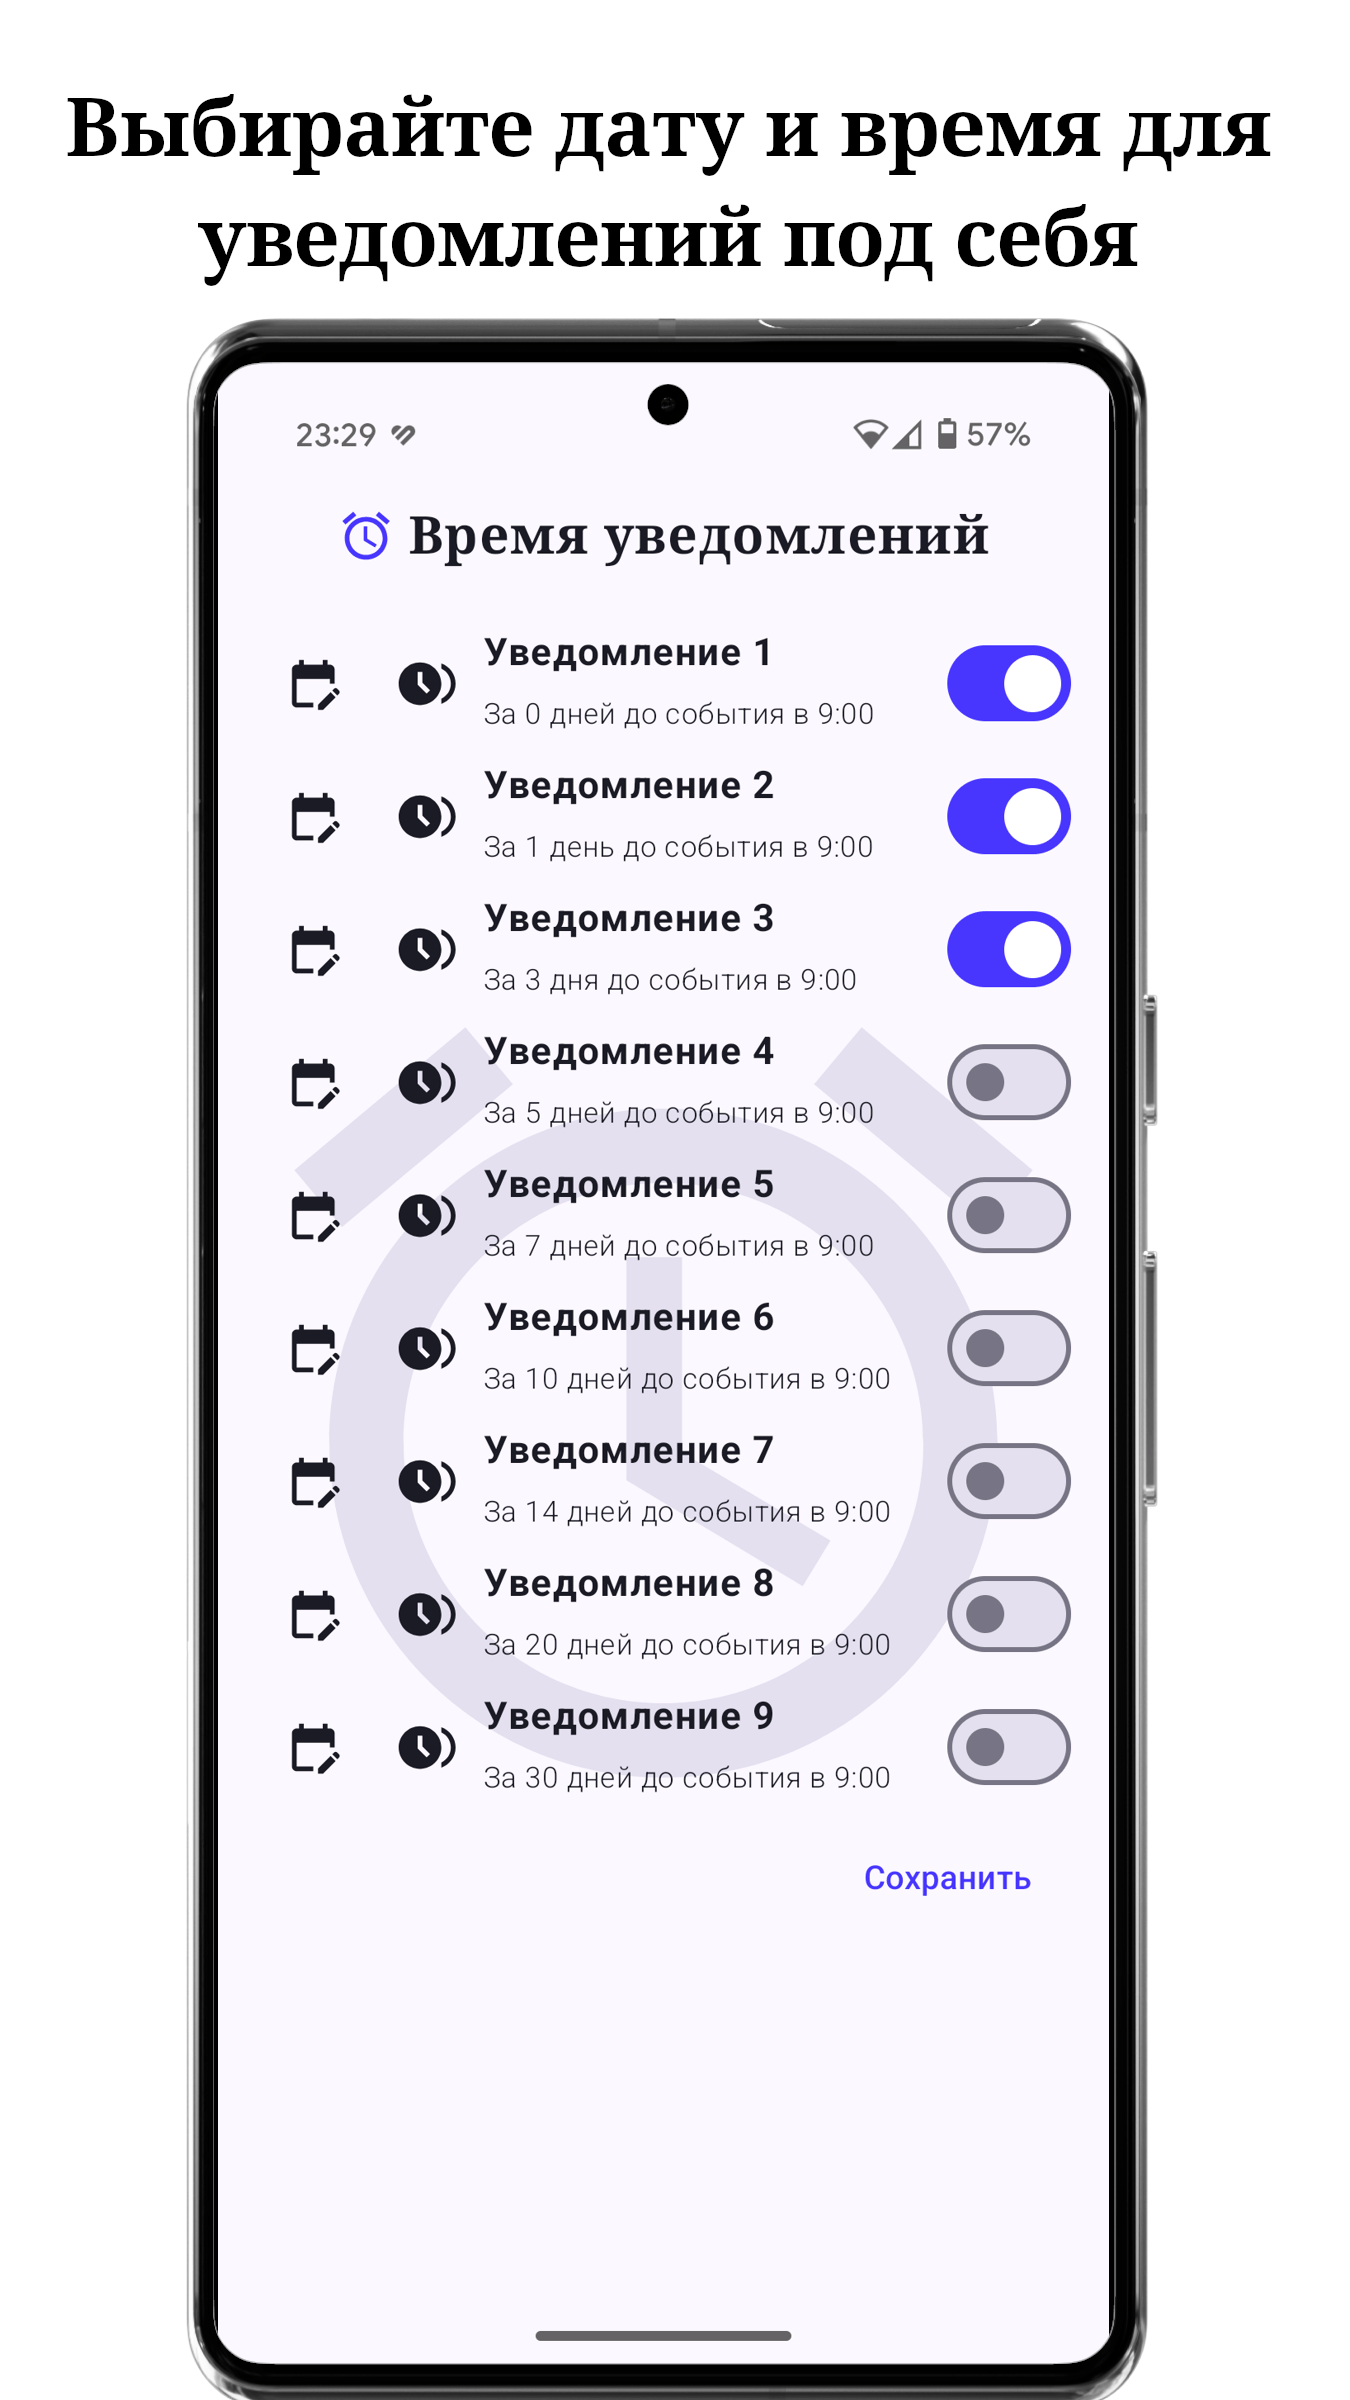 Выбирайте дату и время для
уведомлений под себя
23:29
57%
Время уведомлений
Уведомление 1
За 0 дней до события в 9:00
Уведомление 2
За 1 день до события в 9:00
Уведомление 3
За 3 дня до события в 9:00
Уведомление 4
За 5 дней до события в 9:00
Уведомление 5
За 7 дней до события в 9:00
Уведомление 6
За 10 дней до события в 9:00
Уведомление 7
За 14 дней до события в 9:00
Уведомление 8
За 20 дней до события в 9:00
Уведомление 9
За 30 дней до события в 9:00
Сохранить